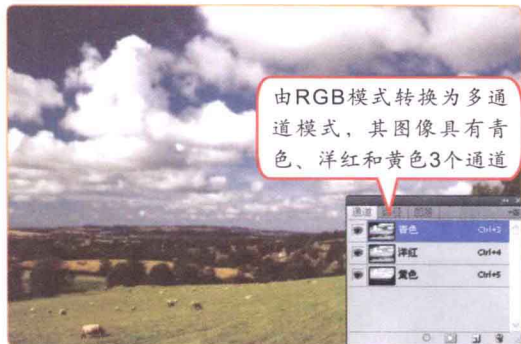 由RGB模式转换为多通
道模式，其图像具有青
色、洋红和黄色3个通道
通道
青色 Ctrl+3
洋红 Ctrl+4
黄色 Ctrl+5